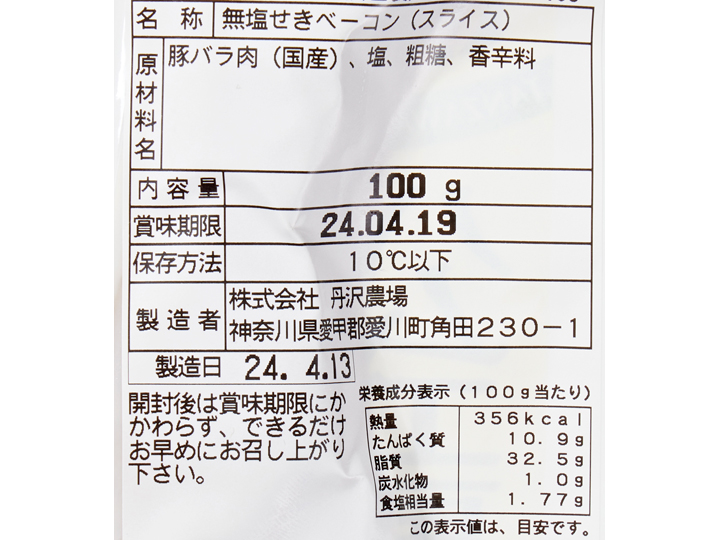 名称 無塩せきベーコン（スライス）
原材料名 豚バラ肉（国産）、塩、粗糖、香辛料
内容量 100g
賞味期限 24.04.19
保存方法 10℃以下
製造者 株式会社 丹沢農場
神奈川県愛甲郡愛川町角田230－1
製造日 24. 4.13
開封後は賞味期限にか
かわらず、できるだけ
お早めにお召し上がり
下さい。
栄養成分表示（100g当たり）
熱量 356kcal
たんぱく質 10.9g
脂質 32.5g
炭水化物 1.0g
食塩相当量 1.77g
この表示値は、目安です。